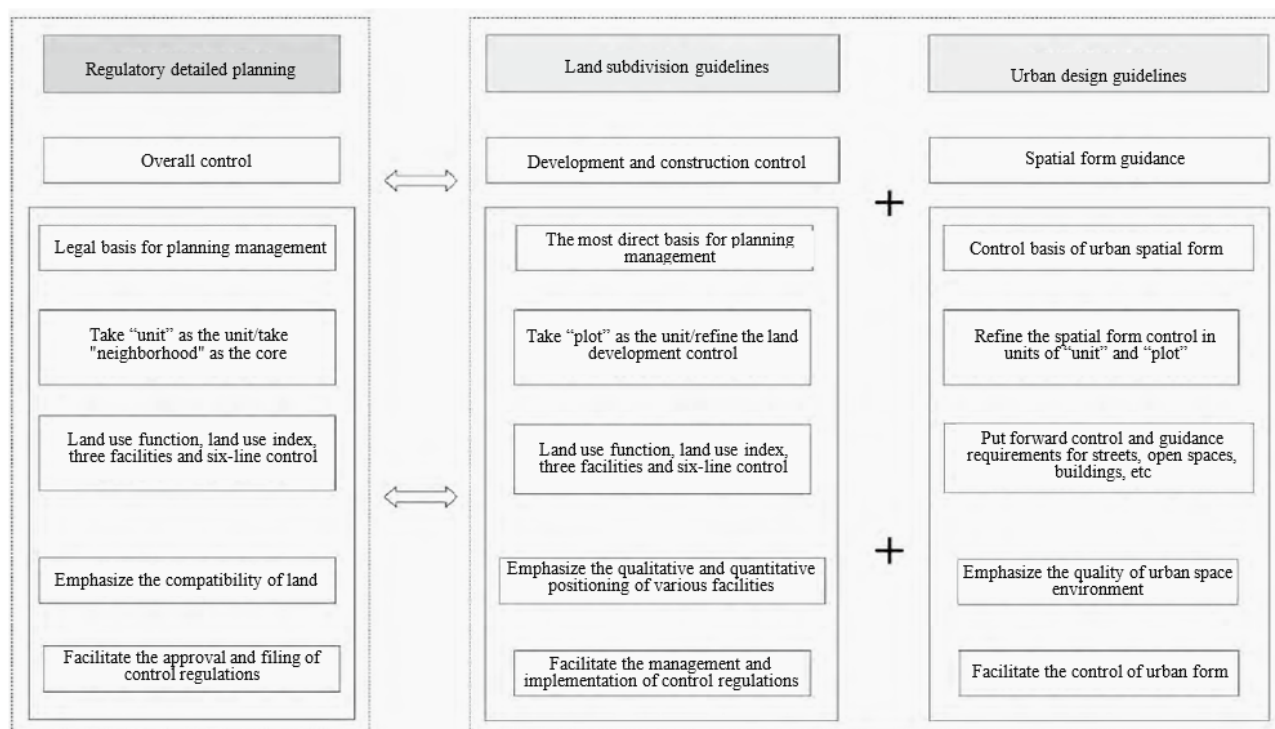 Regulatory detailed planning
Overall control
Legal basis for planning management
Take “unit” as the unit/take
"neighborhood" as the core
Land use function, land use index,
three facilities and six-line control
Emphasize the compatibility of land
Facilitate the approval and filing of
control regulations
Land subdivision guidelines
Development and construction control
The most direct basis for planning
management
Take “plot” as the unit/refine the land
development control
Land use function, land use index,
three facilities and six-line control
Emphasize the qualitative and quantitative
positioning of various facilities
Facilitate the management and
implementation of control regulations
+
+
Urban design guidelines
Spatial form guidance
Control basis of urban spatial form
Refine the spatial form control in
units of “unit” and “plot”
Put forward control and guidance
requirements for streets, open spaces,
buildings, etc
Emphasize the quality of urban space
environment
Facilitate the control of urban form